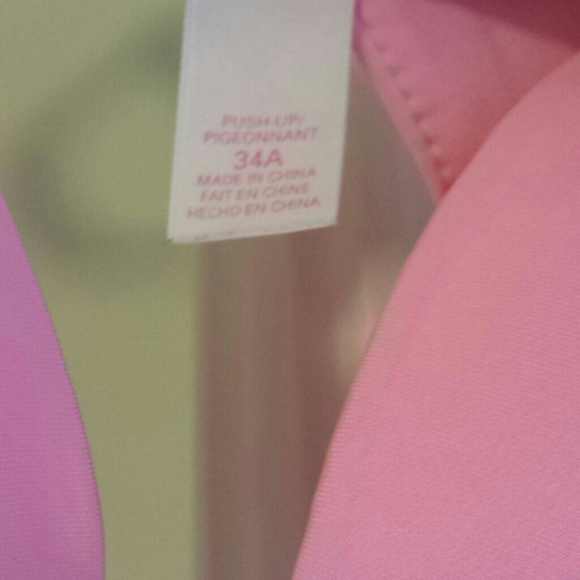 PUSH-UP/
PIGEONNANT
34A
MADE IN CHINA
FAIT EN CHINE
HECHO EN CHINA